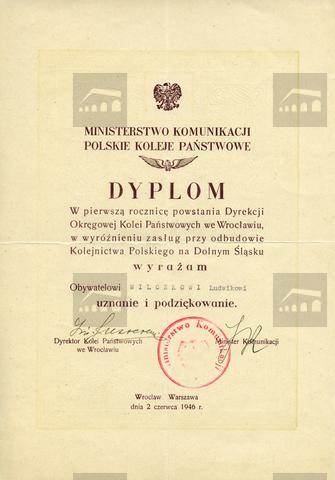 MINISTERSTWO KOMUNIKACJI
POLSKIE KOLEJE PAŃSTWOWE
DYPLOM
W pierwszą rocznicę powstania Dyrekcji
Okręgowej Kolei Państwowych we Wrocławiu,
w wyróżnieniu zasług przy odbudowie
Kolejnictwa Polskiego na Dolnym Śląsku
wyrażam
Obywatelowi WILCZKOWI Ludwikowi
uznanie i podziękowanie.
Dyrektor Kolei Państwowych
we Wrocławiu
Minister Komunikacji
Ministerstwo Komunikacji
Wrocław Warszawa
dnia 2 czerwca 1946 r.